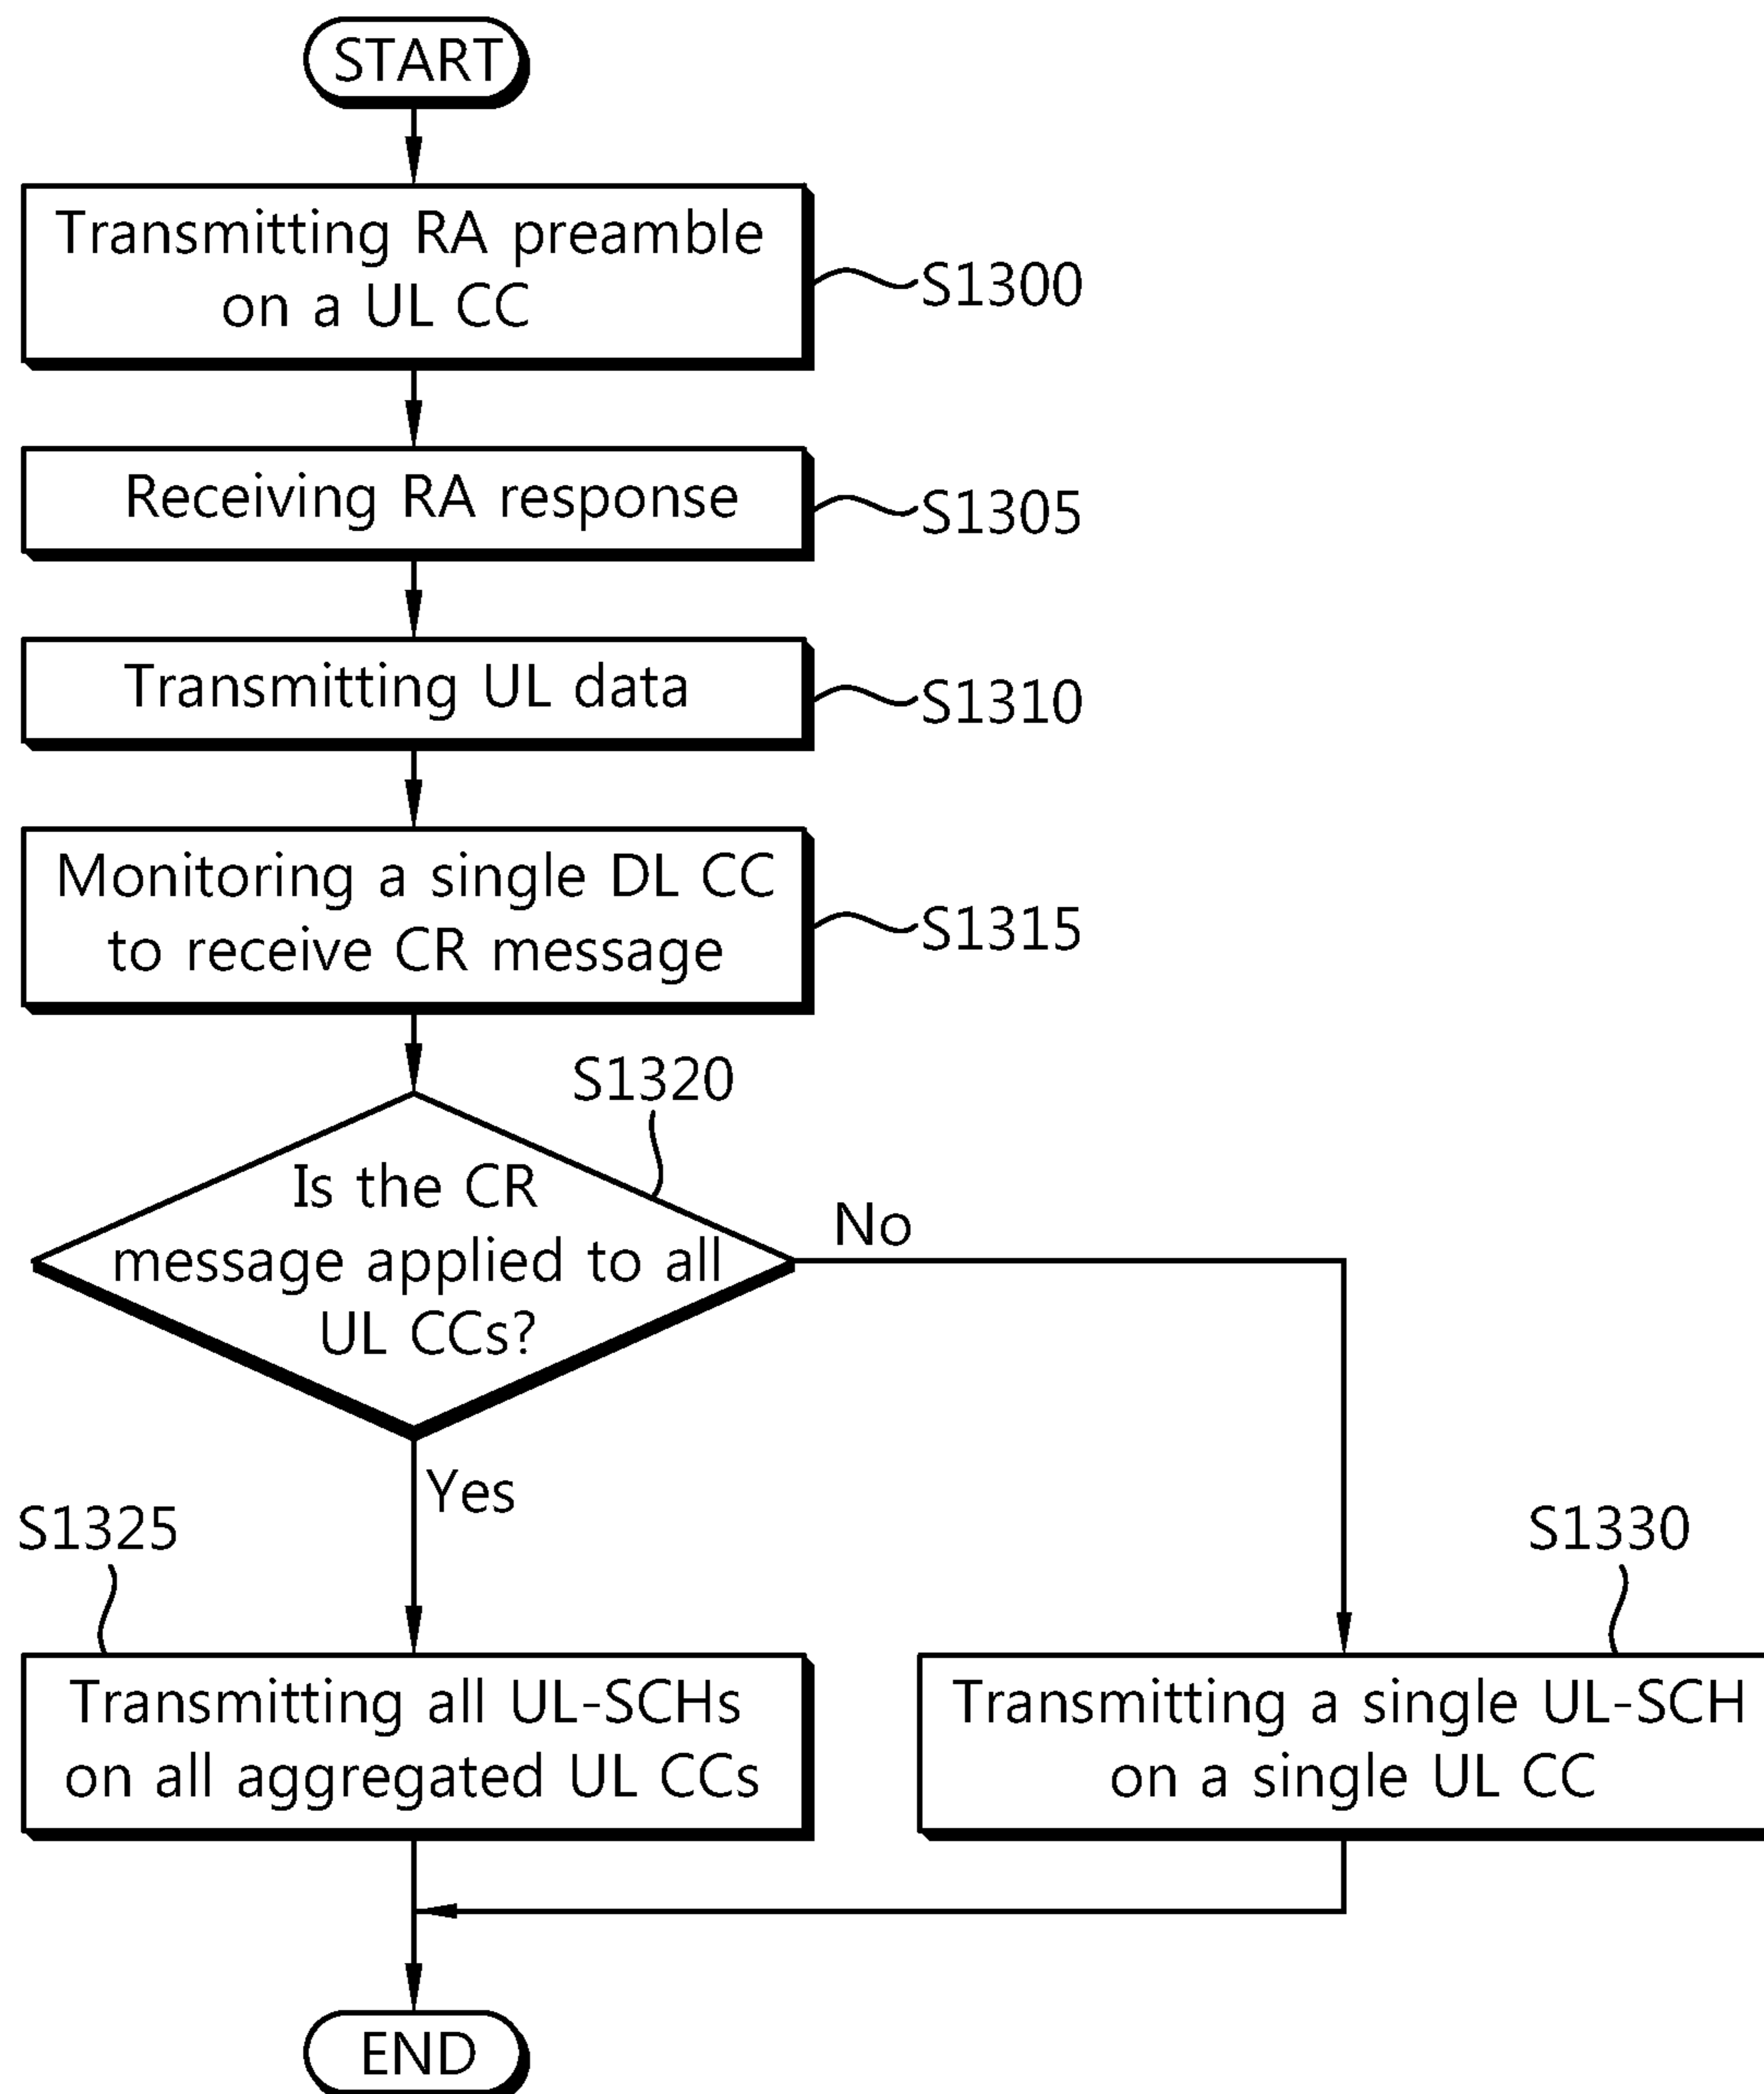 START
Transmitting RA preamble
on a UL CC
S1300
Receiving RA response
S1305
Transmitting UL data
S1310
Monitoring a single DL CC
to receive CR message
S1315
S1320
Is the CR
message applied to all
UL CCs?
No
Yes
S1325
S1330
Transmitting all UL-SCHs
on all aggregated UL CCs
Transmitting a single UL-SCH
on a single UL CC
END